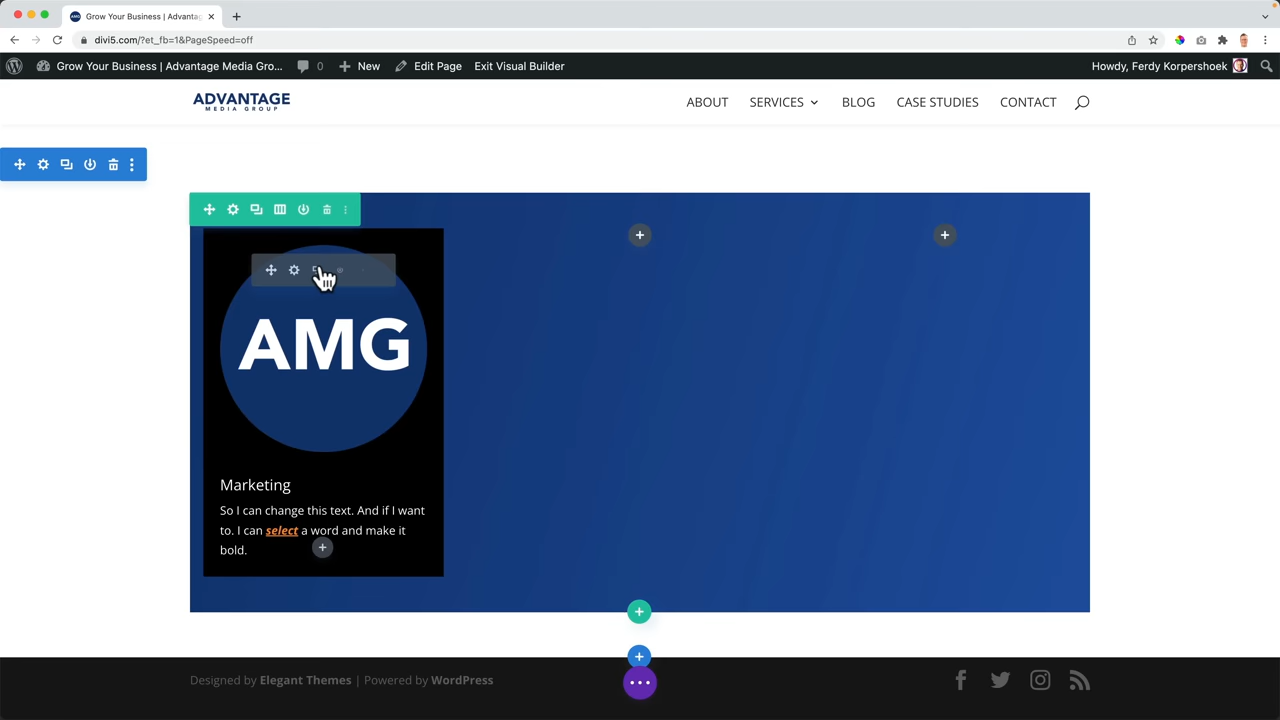 Grow Your Business | Advanta
divi5.com/?et_fb=1&PageSpeed=off
Grow Your Business | Advantage Media Gro... 0 New Edit Page Exit Visual Builder Howdy, Ferdy Korpershoek
ADVANTAGE
MEDIA GROUP
ABOUT SERVICES BLOG CASE STUDIES CONTACT
AMG
Marketing
So I can change this text. And if I want
to. I can select a word and make it
bold.
Designed by Elegant Themes | Powered by WordPress